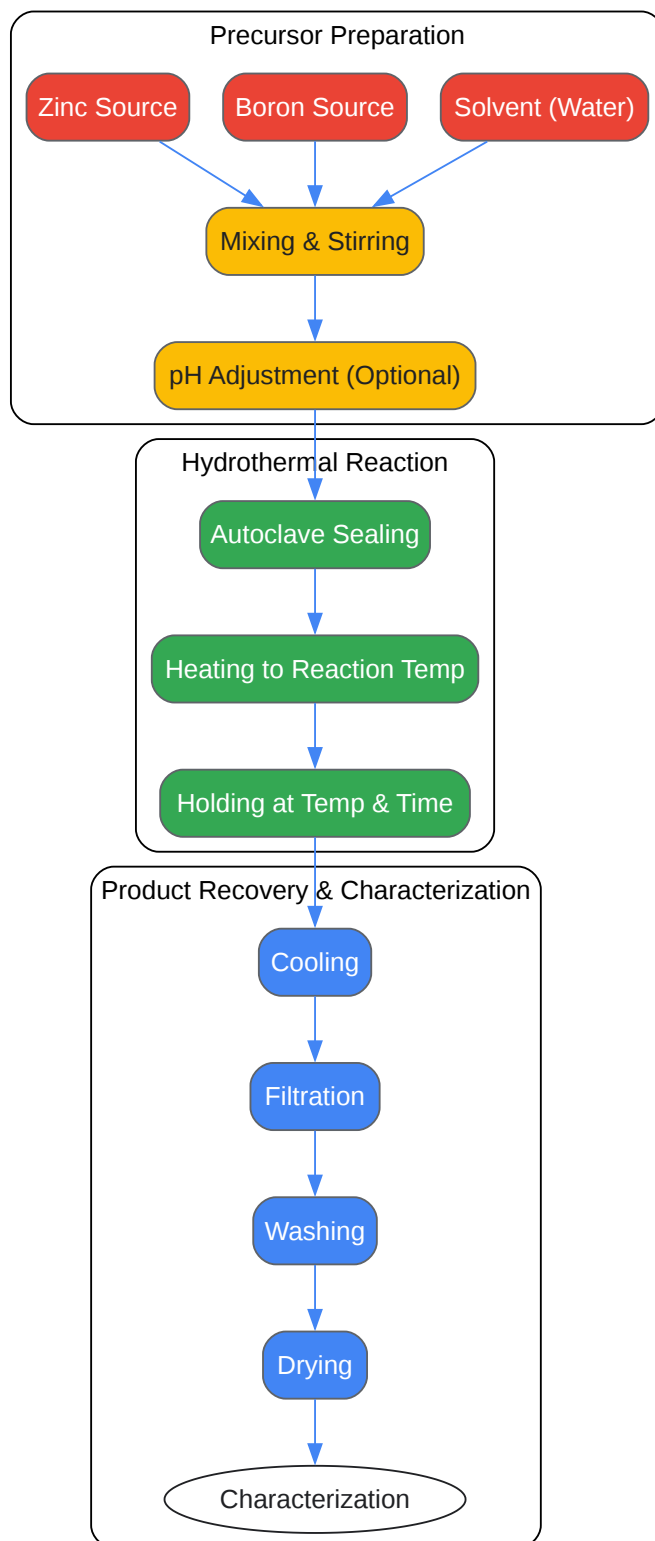 Precursor Preparation
Zinc Source
Boron Source
Solvent (Water)
Mixing & Stirring
pH Adjustment (Optional)
Hydrothermal Reaction
Autoclave Sealing
Heating to Reaction Temp
Holding at Temp & Time
Product Recovery & Characterization
Cooling
Filtration
Washing
Drying
Characterization